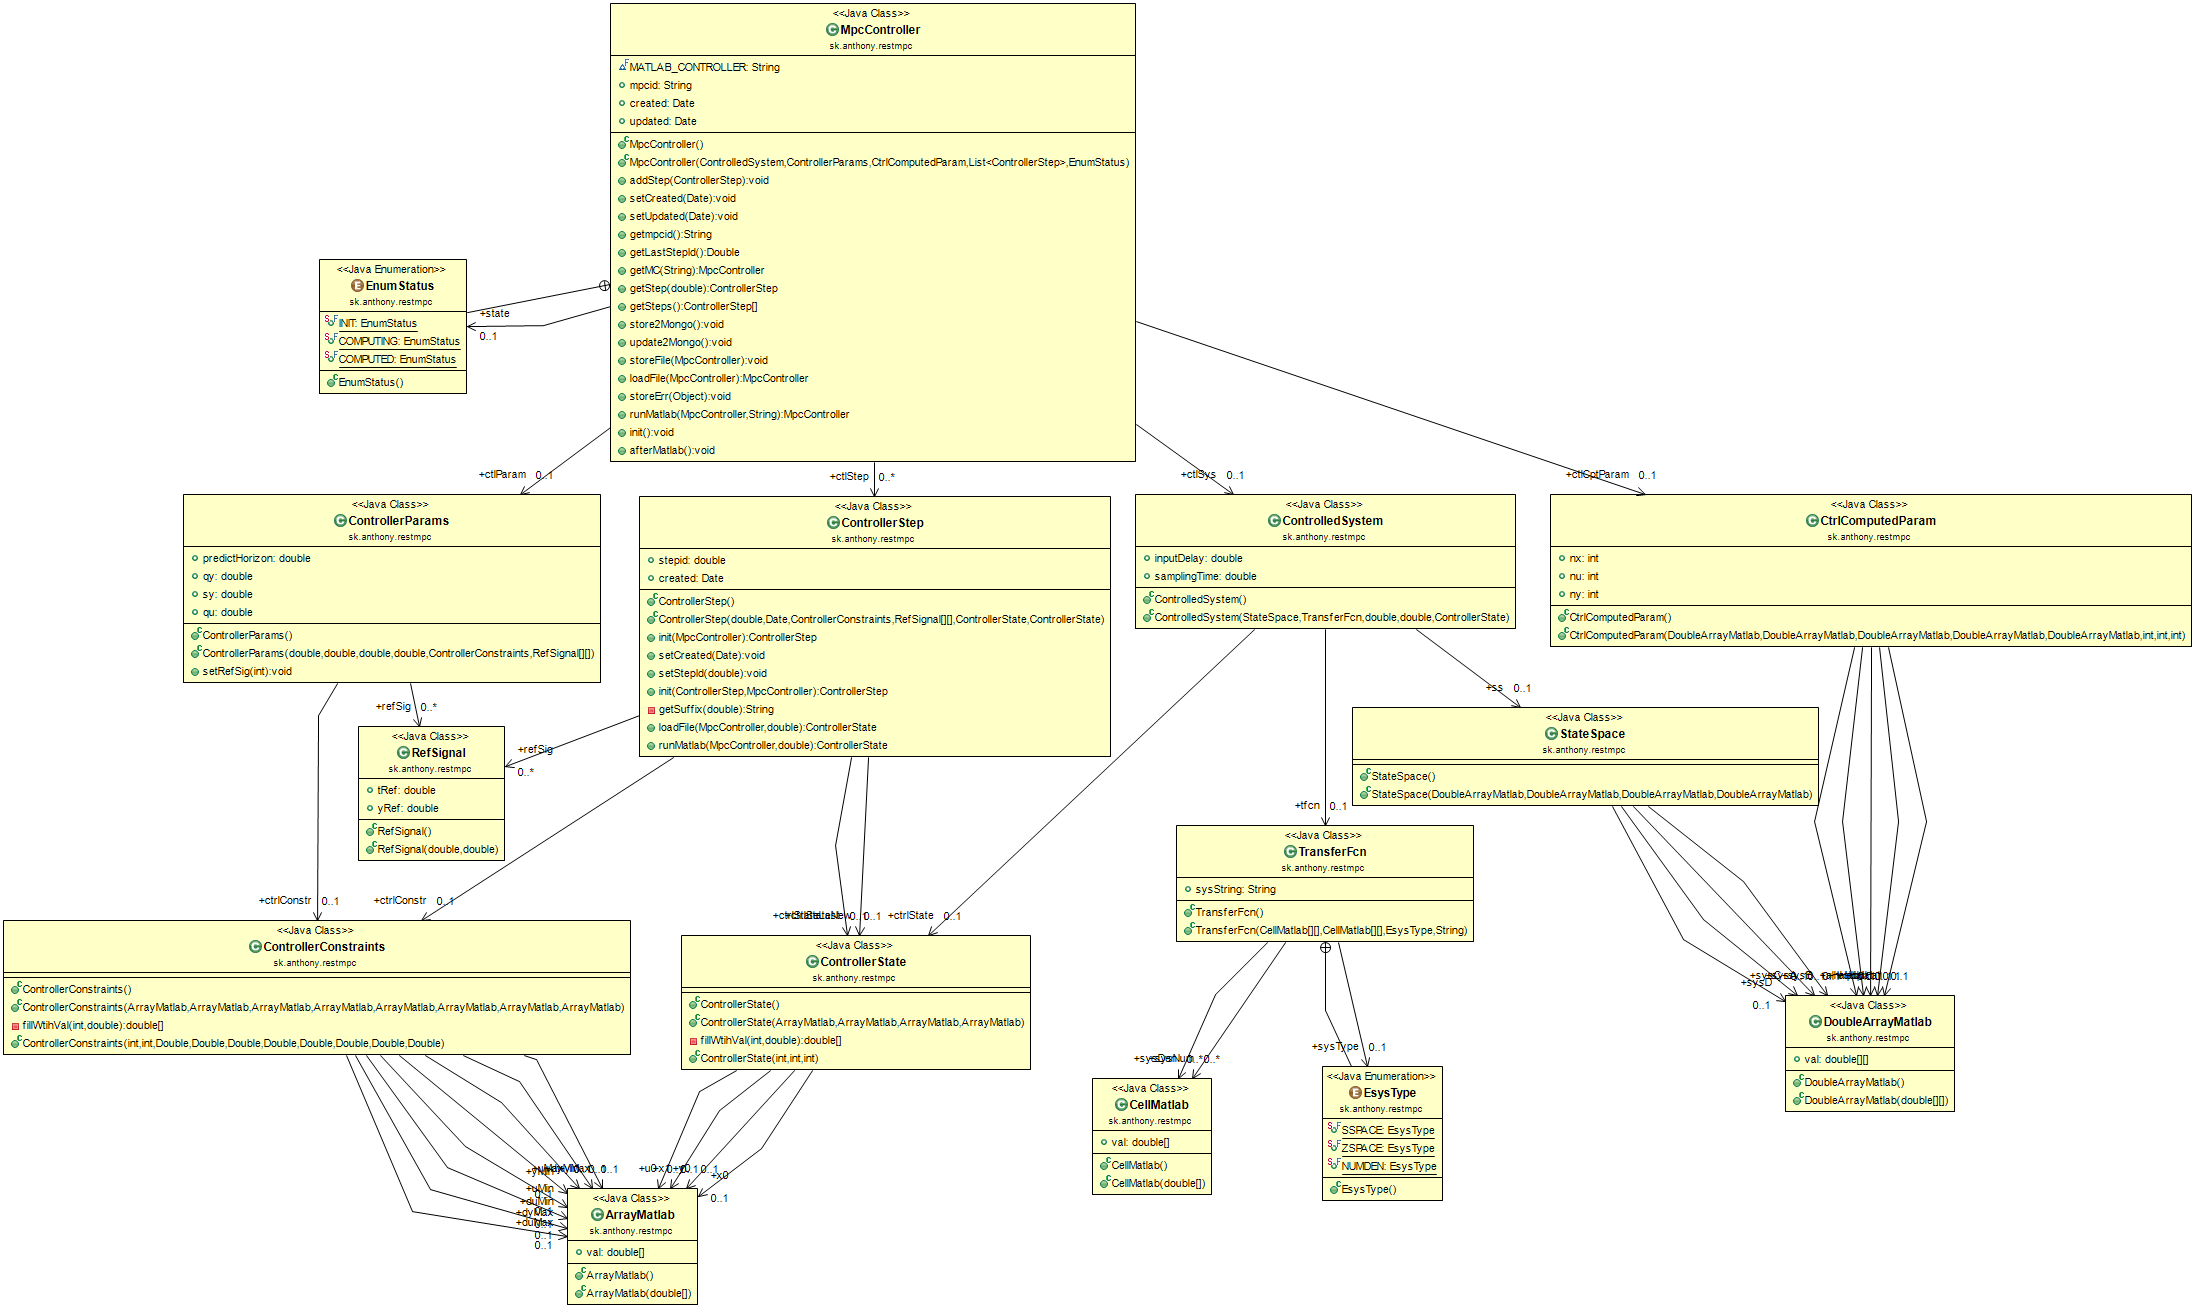 <<Java Class>>
MpcController
sk.anthony.restmpc
MATLAB_CONTROLLER: String
mpcid: String
created: Date
updated: Date
MpcController()
MpcController(ControlledSystem,ControllerParams,CtrlComputedParam,List<ControllerStep>,EnumStatus)
addStep(ControllerStep):void
setCreated(Date):void
setUpdated(Date):void
getmpcid():String
getLastStepId():Double
getMC(String):MpcController
getStep(double):ControllerStep
getSteps():ControllerStep[]
store2Mongo():void
update2Mongo():void
storeFile(MpcController):void
loadFile(MpcController):MpcController
storeErr(Object):void
runMatlab(MpcController,String):MpcController
init():void
afterMatlab():void
<<Java Enumeration>>
EnumStatus
sk.anthony.restmpc
INIT: EnumStatus
COMPUTING: EnumStatus
COMPUTED: EnumStatus
EnumStatus()
+state
0..1
+ctlParam 0..1
+ctlStep 0..*
+ctlSys 0..1
+ctlCptParam 0..1
<<Java Class>>
ControllerParams
sk.anthony.restmpc
predictHorizon: double
qy: double
sy: double
qu: double
ControllerParams()
ControllerParams(double,double,double,double,ControllerConstraints,RefSignal[][])
setRefSig(int):void
<<Java Class>>
ControllerStep
sk.anthony.restmpc
stepid: double
created: Date
ControllerStep()
ControllerStep(double,Date,ControllerConstraints,RefSignal[][],ControllerState,ControllerState)
init(MpcController):ControllerStep
setCreated(Date):void
setStepId(double):void
init(ControllerStep,MpcController):ControllerStep
getSuffix(double):String
loadFile(MpcController,double):ControllerState
runMatlab(MpcController,double):ControllerState
<<Java Class>>
ControlledSystem
sk.anthony.restmpc
inputDelay: double
samplingTime: double
ControlledSystem()
ControlledSystem(StateSpace,TransferFcn,double,double,ControllerState)
<<Java Class>>
CtrlComputedParam
sk.anthony.restmpc
nx: int
nu: int
ny: int
CtrlComputedParam()
CtrlComputedParam(DoubleArrayMatlab,DoubleArrayMatlab,DoubleArrayMatlab,DoubleArrayMatlab,DoubleArrayMatlab,int,int,int)
+refSig 0..*
+refSig
0..*
+ss 0..1
<<Java Class>>
RefSignal
sk.anthony.restmpc
tRef: double
yRef: double
RefSignal()
RefSignal(double,double)
<<Java Class>>
StateSpace
sk.anthony.restmpc
StateSpace()
StateSpace(DoubleArrayMatlab,DoubleArrayMatlab,DoubleArrayMatlab,DoubleArrayMatlab)
+tfcn 0..1
<<Java Class>>
TransferFcn
sk.anthony.restmpc
sysString: String
TransferFcn()
TransferFcn(CellMatlab[][],CellMatlab[][],EsysType,String)
+ctrlConstr 0..1
+ctrlConstr 0..1
0..1
+ctrlState 0..1
<<Java Class>>
ControllerConstraints
sk.anthony.restmpc
ControllerConstraints()
ControllerConstraints(ArrayMatlab,ArrayMatlab,ArrayMatlab,ArrayMatlab,ArrayMatlab,ArrayMatlab,ArrayMatlab,ArrayMatlab)
fillWtihVal(int,double):double[]
ControllerConstraints(int,int,Double,Double,Double,Double,Double,Double,Double,Double)
<<Java Class>>
ControllerState
sk.anthony.restmpc
ControllerState()
ControllerState(ArrayMatlab,ArrayMatlab,ArrayMatlab,ArrayMatlab)
fillWtihVal(int,double):double[]
ControllerState(int,int,int)
+sysD
0..1
<<Java Class>>
DoubleArrayMatlab
sk.anthony.restmpc
val: double[][]
DoubleArrayMatlab()
DoubleArrayMatlab(double[][])
0..*
+sysType 0..1
<<Java Class>>
CellMatlab
sk.anthony.restmpc
val: double[]
CellMatlab()
CellMatlab(double[])
<<Java Enumeration>>
EsysType
sk.anthony.restmpc
SSPACE: EsysType
ZSPACE: EsysType
NUMDEN: EsysType
EsysType()
0..1
0..1
+x0
0..1
+uMin
+duMin
+dyMax
+duMax
0..1
0..1
<<Java Class>>
ArrayMatlab
sk.anthony.restmpc
val: double[]
ArrayMatlab()
ArrayMatlab(double[])